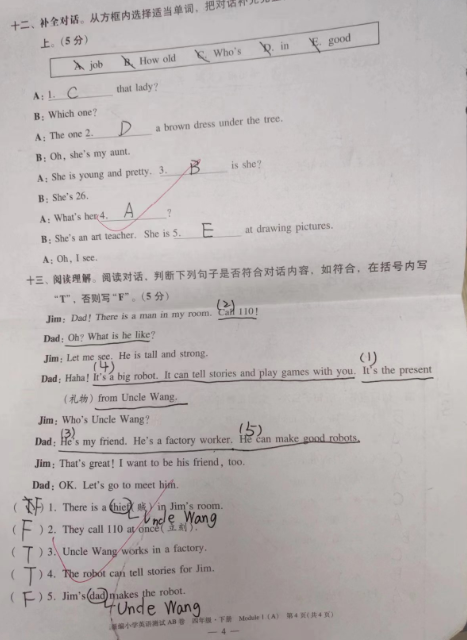 十二、补全对话。从方框内选择适当单词，把对话补充完
上。(5分)
A. job B. How old C. Who's D. in E. good
A: 1. C that lady?
B: Which one?
A: The one 2. D a brown dress under the tree.
B: Oh, she's my aunt.
A: She is young and pretty. 3. B is she?
B: She's 26.
A: What's her 4. A ?
B: She's an art teacher. She is 5. E at drawing pictures.
A: Oh, I see.
十三、阅读理解。阅读对话，判断下列句子是否符合对话内容，如符合，在括号内写
"T"，否则写"F"。(5分)
(2)
Jim: Dad! There is a man in my room. Call 110!
Dad: Oh? What is he like?
Jim: Let me see. He is tall and strong.
(4) (1)
Dad: Haha! It's a big robot. It can tell stories and play games with you. It's the present
(礼物) from Uncle Wang.
Jim: Who's Uncle Wang?
(3) (5)
Dad: He's my friend. He's a factory worker. He can make good robots.
Jim: That's great! I want to be his friend, too.
Dad: OK. Let's go to meet him.
( F ) 1. There is a thief(贼) in Jim's room.
Uncle Wang
( F ) 2. They call 110 at once(立刻).
( T ) 3. Uncle Wang works in a factory.
( T ) 4. The robot can tell stories for Jim.
( F ) 5. Jim's dad makes the robot.
Uncle Wang
新编小学英语测试AB卷 四年级·下册 Module 1 (A) 第4页(共4页)
— 4 —